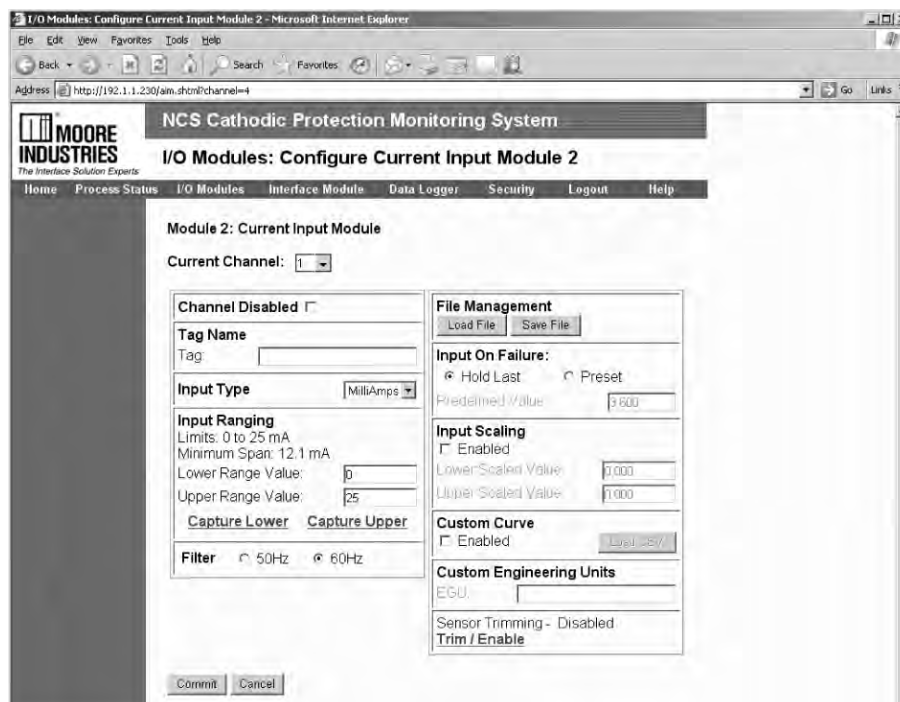 I/O Modules: Configure Current Input Module 2 - Microsoft Internet Explorer
File Edit View Favorites Tools Help
Back Search Favorites
Address http://192.1.1.230/aim.shtml?channel=4 Go Links
MOORE
INDUSTRIES
The Interface Solution Experts
NCS Cathodic Protection Monitoring System
I/O Modules: Configure Current Input Module 2
Home Process Status I/O Modules Interface Module Data Logger Security Logout Help
Module 2: Current Input Module
Current Channel: 1
Channel Disabled
Tag Name
Tag:
Input Type MilliAmps
Input Ranging
Limits: 0 to 25 mA
Minimum Span: 12.1 mA
Lower Range Value: 0
Upper Range Value: 25
Capture Lower Capture Upper
Filter 50Hz 60Hz
File Management
Load File Save File
Input On Failure:
Hold Last Preset
Predefined Value 3.600
Input Scaling
Enabled
Lower Scaled Value 0.000
Upper Scaled Value 0.000
Custom Curve
Enabled Load CSV
Custom Engineering Units
EGU:
Sensor Trimming - Disabled
Trim / Enable
Commit Cancel